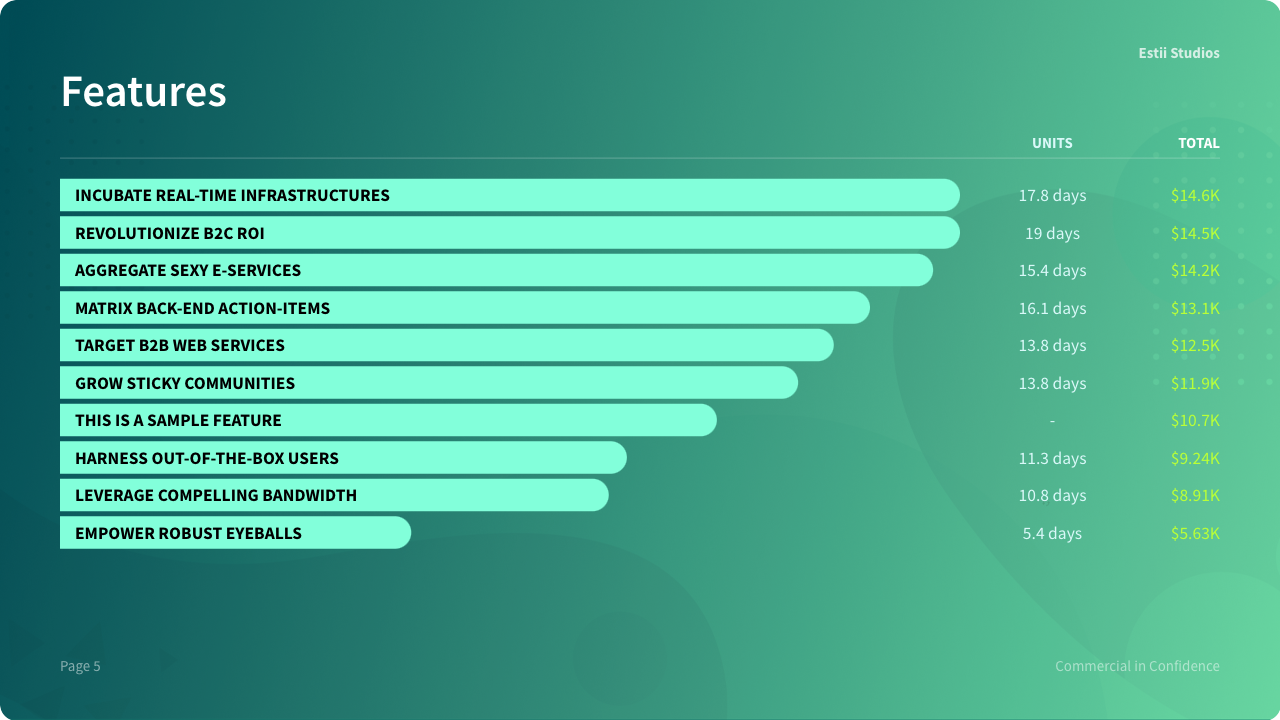 Estii Studios
Features
UNITS TOTAL
INCUBATE REAL-TIME INFRASTRUCTURES 17.8 days $14.6K
REVOLUTIONIZE B2C ROI 19 days $14.5K
AGGREGATE SEXY E-SERVICES 15.4 days $14.2K
MATRIX BACK-END ACTION-ITEMS 16.1 days $13.1K
TARGET B2B WEB SERVICES 13.8 days $12.5K
GROW STICKY COMMUNITIES 13.8 days $11.9K
THIS IS A SAMPLE FEATURE - $10.7K
HARNESS OUT-OF-THE-BOX USERS 11.3 days $9.24K
LEVERAGE COMPELLING BANDWIDTH 10.8 days $8.91K
EMPOWER ROBUST EYEBALLS 5.4 days $5.63K
Page 5 Commercial in Confidence